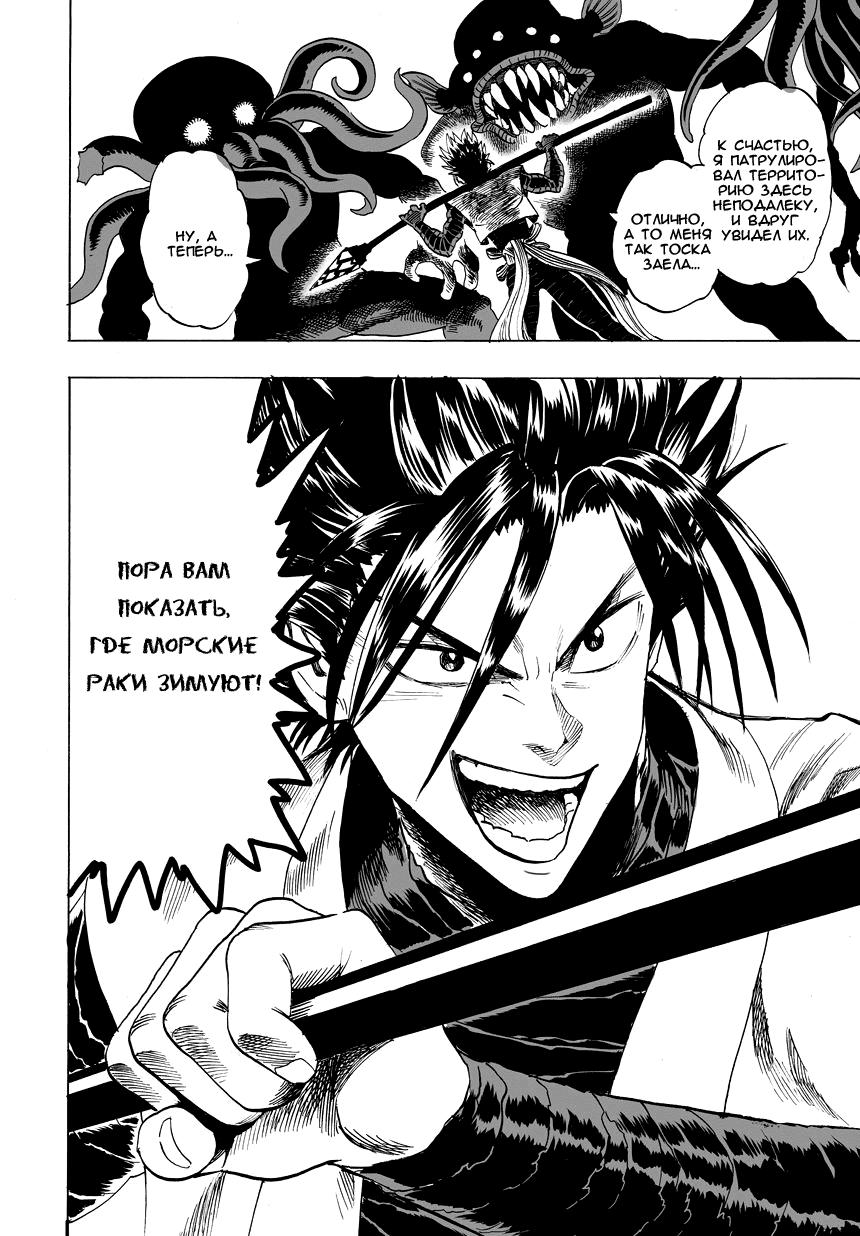 К СЧАСТЬЮ,
Я ПАТРУЛИРО-
ВАЛ ТЕРРИТО-
РИЮ ЗДЕСЬ
НЕПОДАЛЕКУ,
И ВДРУГ
УВИДЕЛ ИХ.
ОТЛИЧНО,
А ТО МЕНЯ
ТАК ТОСКА
ЗАЕЛА...
НУ, А
ТЕПЕРЬ...
ПОРА ВАМ
ПОКАЗАТЬ,
ГДЕ МОРСКИЕ
РАКИ ЗИМУЮТ!